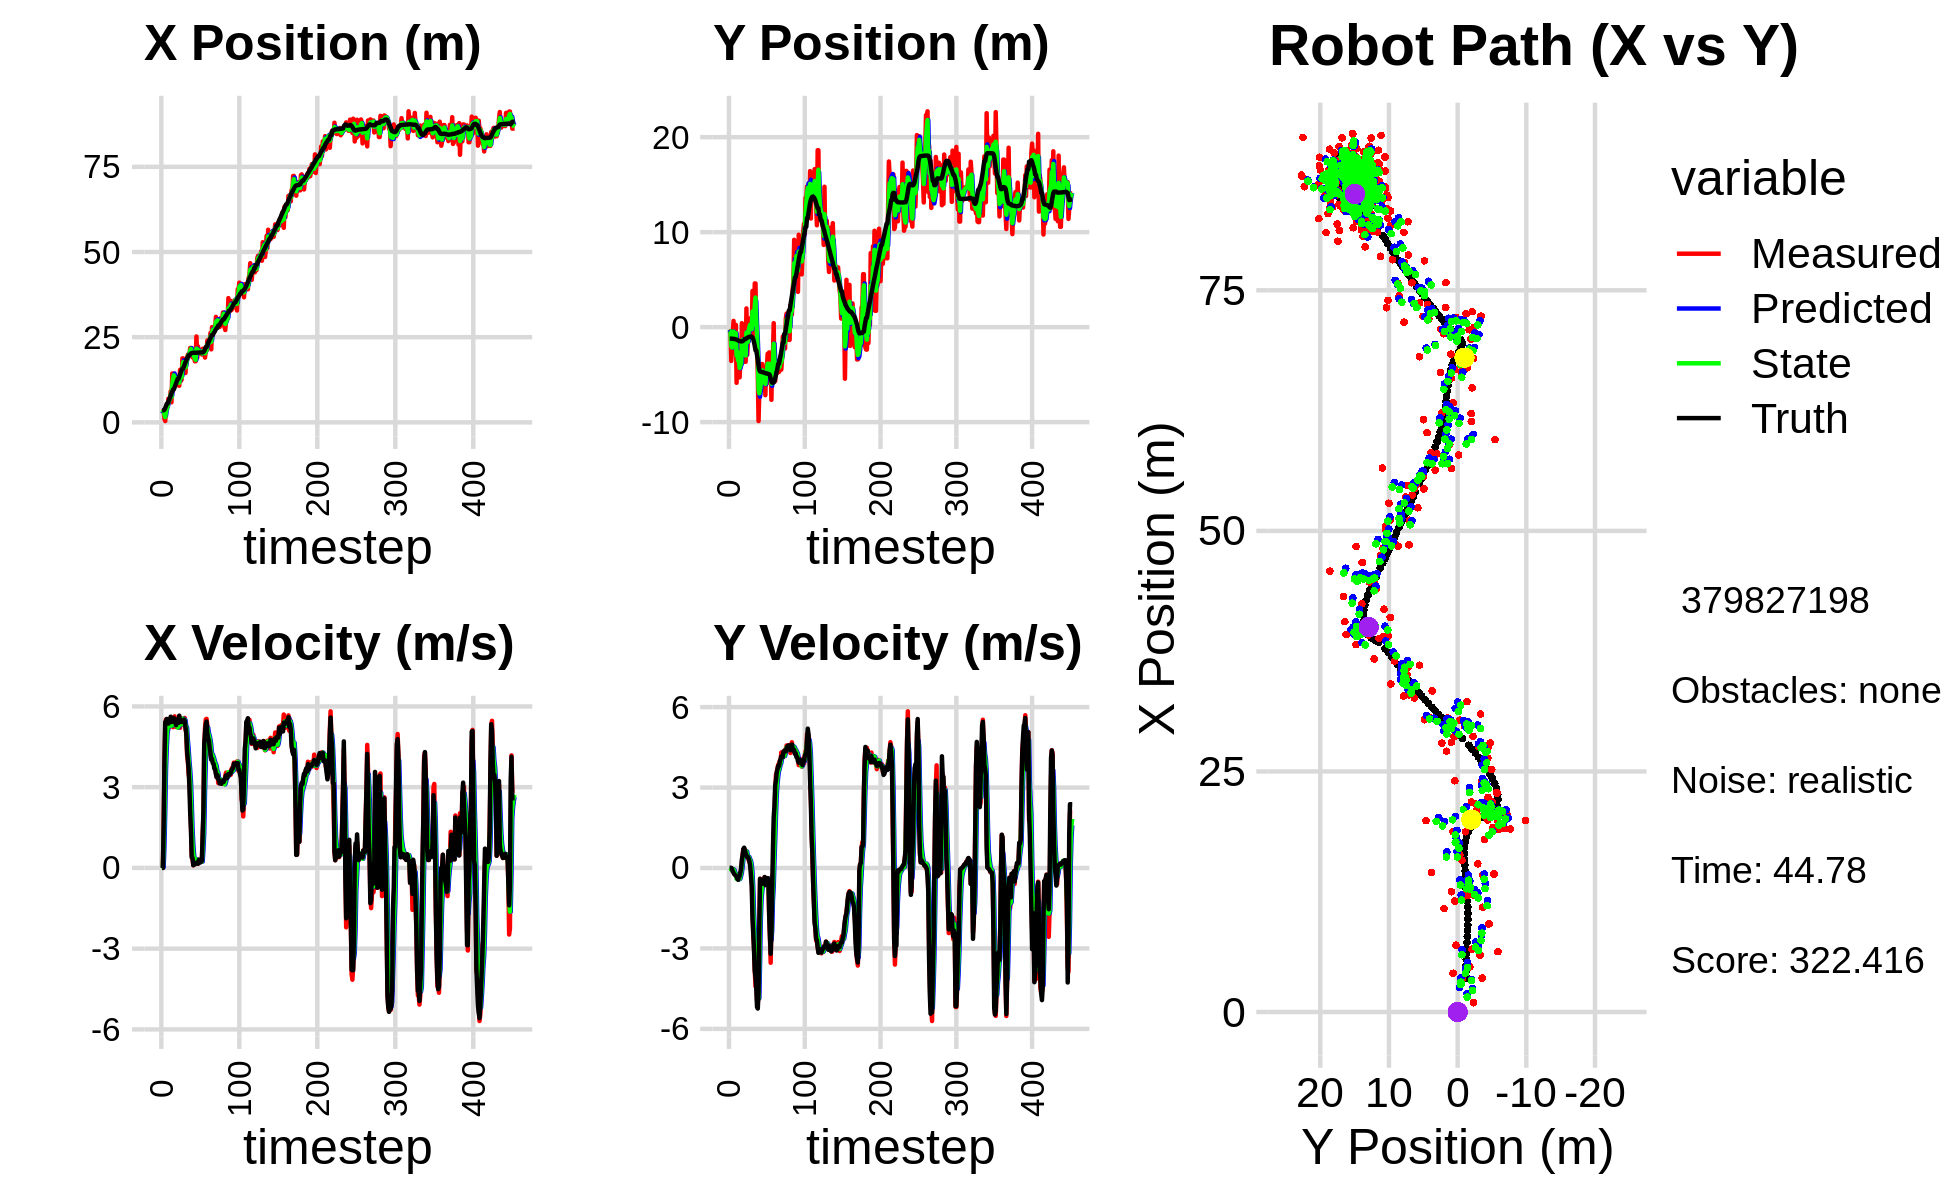 X Position (m)
75
50
25
0
0 100 200 300 400
timestep
Y Position (m)
20
10
0
-10
0 100 200 300 400
timestep
X Velocity (m/s)
6
3
0
-3
-6
0 100 200 300 400
timestep
Y Velocity (m/s)
6
3
0
-3
-6
0 100 200 300 400
timestep
Robot Path (X vs Y)
X Position (m)
75
50
25
0
20 10 0 -10 -20
Y Position (m)
variable
Measured
Predicted
State
Truth
379827198
Obstacles: none
Noise: realistic
Time: 44.78
Score: 322.416